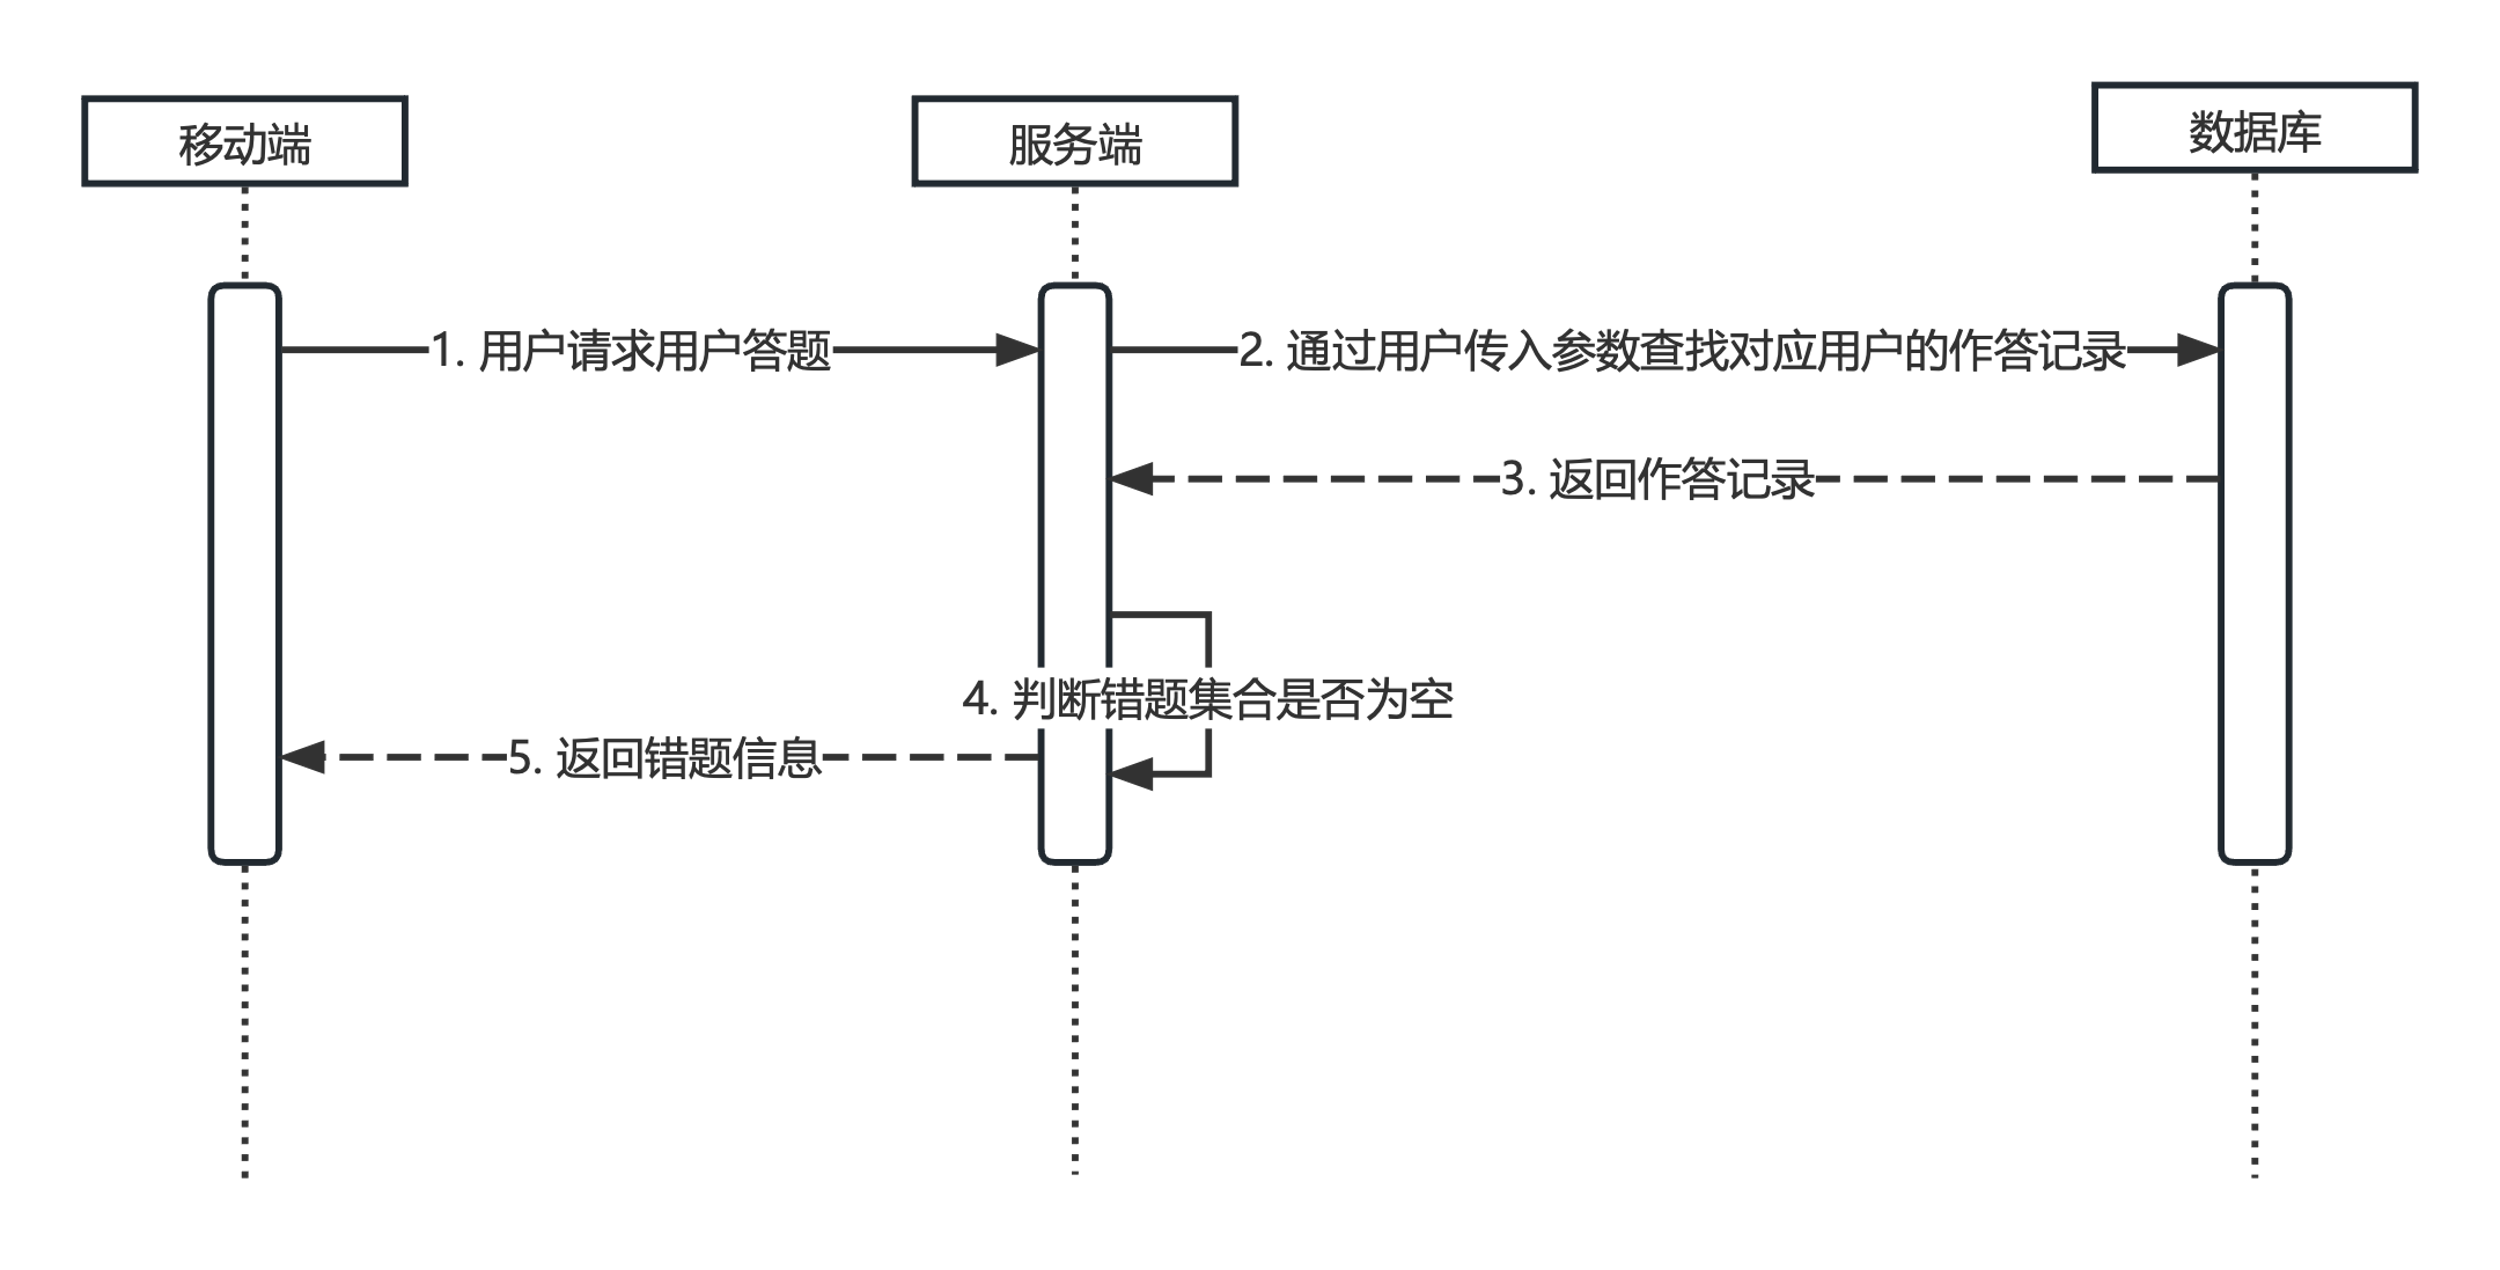 移动端
服务端
数据库
1. 用户请求用户答题
2. 通过用户传入参数查找对应用户的作答记录
3. 返回作答记录
4. 判断错题集合是否为空
5. 返回错题信息